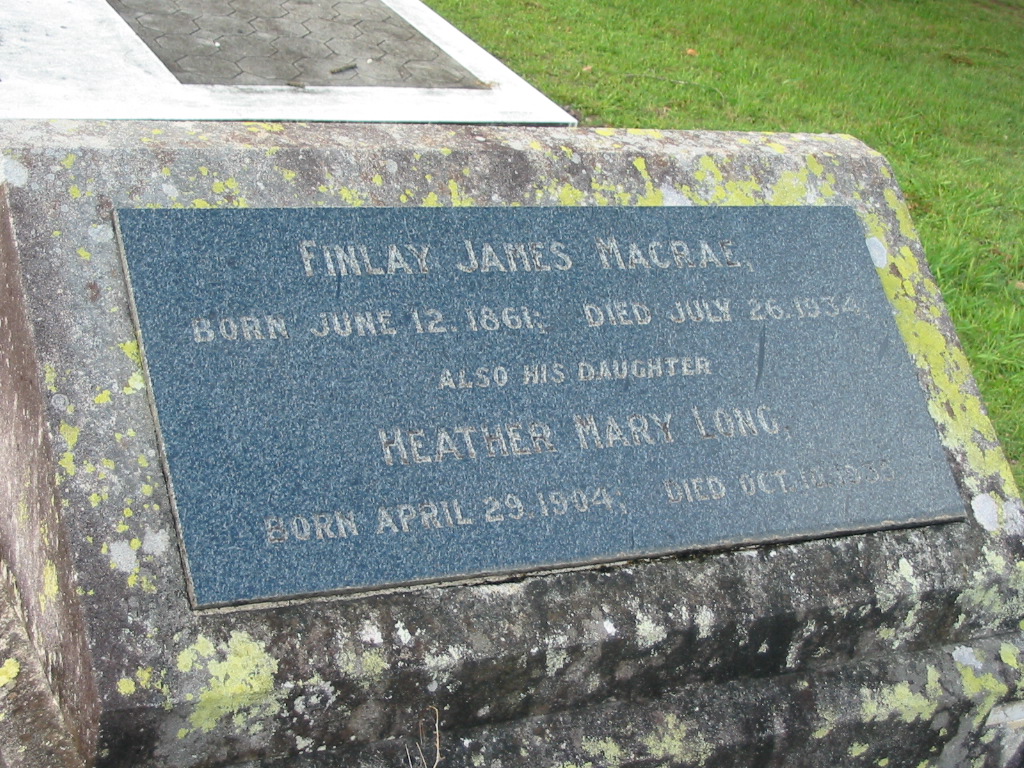 FINLAY JAMES MACRAE,
BORN JUNE 12, 1861; DIED JULY 26, 1934;
ALSO HIS DAUGHTER
HEATHER MARY LONG,
BORN APRIL 29, 1904; DIED OCT.